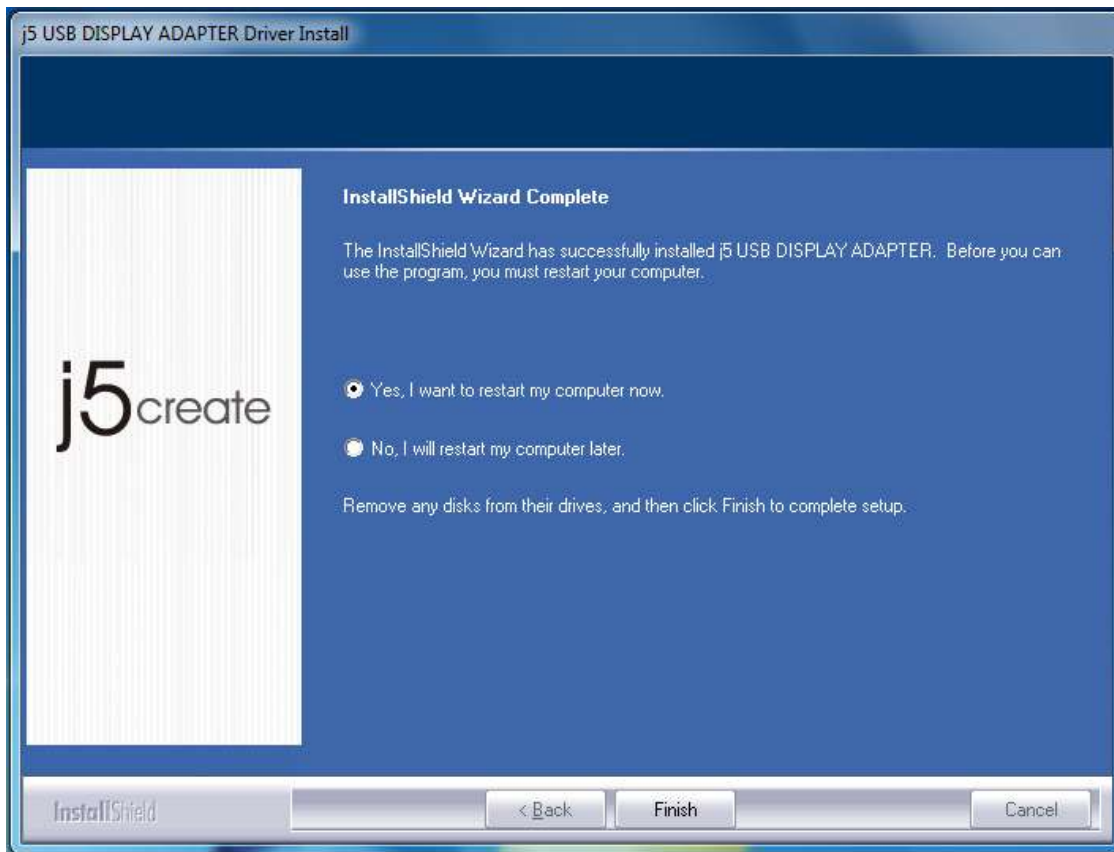 j5 USB DISPLAY ADAPTER Driver Install
InstallShield Wizard Complete
The InstallShield Wizard has successfully installed j5 USB DISPLAY ADAPTER. Before you can
use the program, you must restart your computer.
j5create
Yes, I want to restart my computer now.
No, I will restart my computer later.
Remove any disks from their drives, and then click Finish to complete setup.
InstallShield
< Back
Finish
Cancel